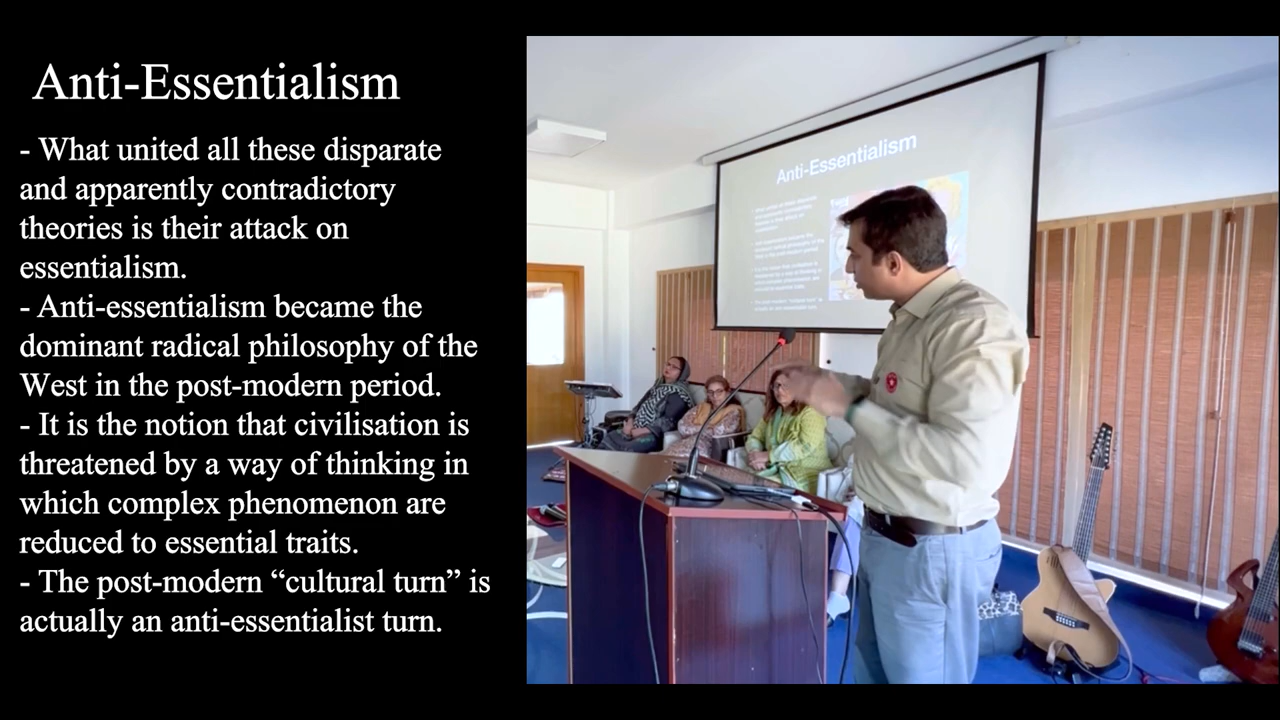 Anti-Essentialism
- What united all these disparate
and apparently contradictory
theories is their attack on
essentialism.
- Anti-essentialism became the
dominant radical philosophy of the
West in the post-modern period.
- It is the notion that civilisation is
threatened by a way of thinking in
which complex phenomenon are
reduced to essential traits.
- The post-modern “cultural turn” is
actually an anti-essentialist turn.
Anti-Essentialism